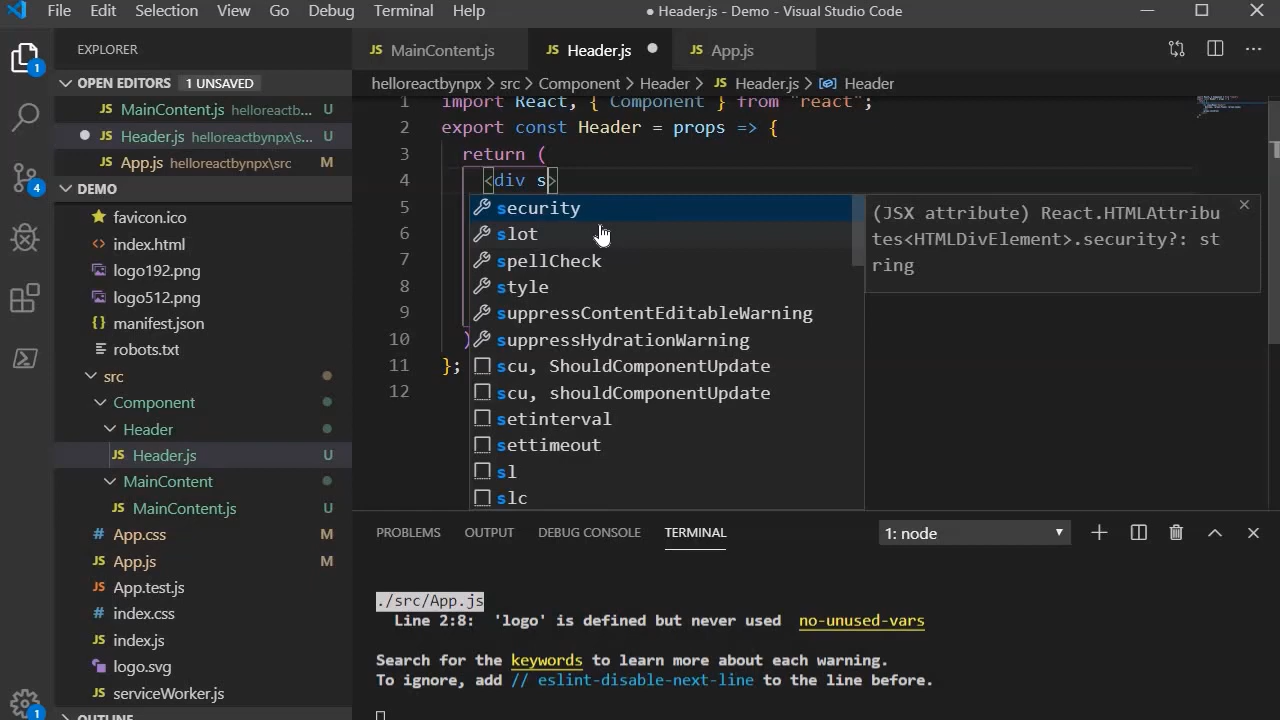 File Edit Selection View Go Debug Terminal Help
● Header.js - Demo - Visual Studio Code
EXPLORER
OPEN EDITORS 1 UNSAVED
JS MainContent.js helloreactb...
Header.js helloreactbynpx\s...
JS App.js helloreactbynpx\src M
U
U
DEMO
favicon.ico
index.html
logo192.png
logo512.png
{} manifest.json
robots.txt
src
Component
Header
JS Header.js U
MainContent
JS MainContent.js U
# App.css M
JS App.js M
JS App.test.js
# index.css
JS index.js
logo.svg
JS serviceWorker.js
OUTLINE
1
4
1
JS MainContent.js
JS Header.js
JS App.js
helloreactbynpx > src > Component > Header > JS Header.js > Header
1 import React, { Component } from "react";
2 export const Header = props => {
3 return (
4 <div s>
5
6
7
8
9
10 )
11 };
12
security
slot
spellCheck
style
suppressContentEditableWarning
suppressHydrationWarning
scu, ShouldComponentUpdate
scu, shouldComponentUpdate
setinterval
settimeout
sl
slc
(JSX attribute) React.HTMLAttribu
tes<HTMLDivElement>.security?: st
ring
PROBLEMS OUTPUT DEBUG CONSOLE TERMINAL
1: node
./src/App.js
Line 2:8: 'logo' is defined but never used no-unused-vars
Search for the keywords to learn more about each warning.
To ignore, add // eslint-disable-next-line to the line before.